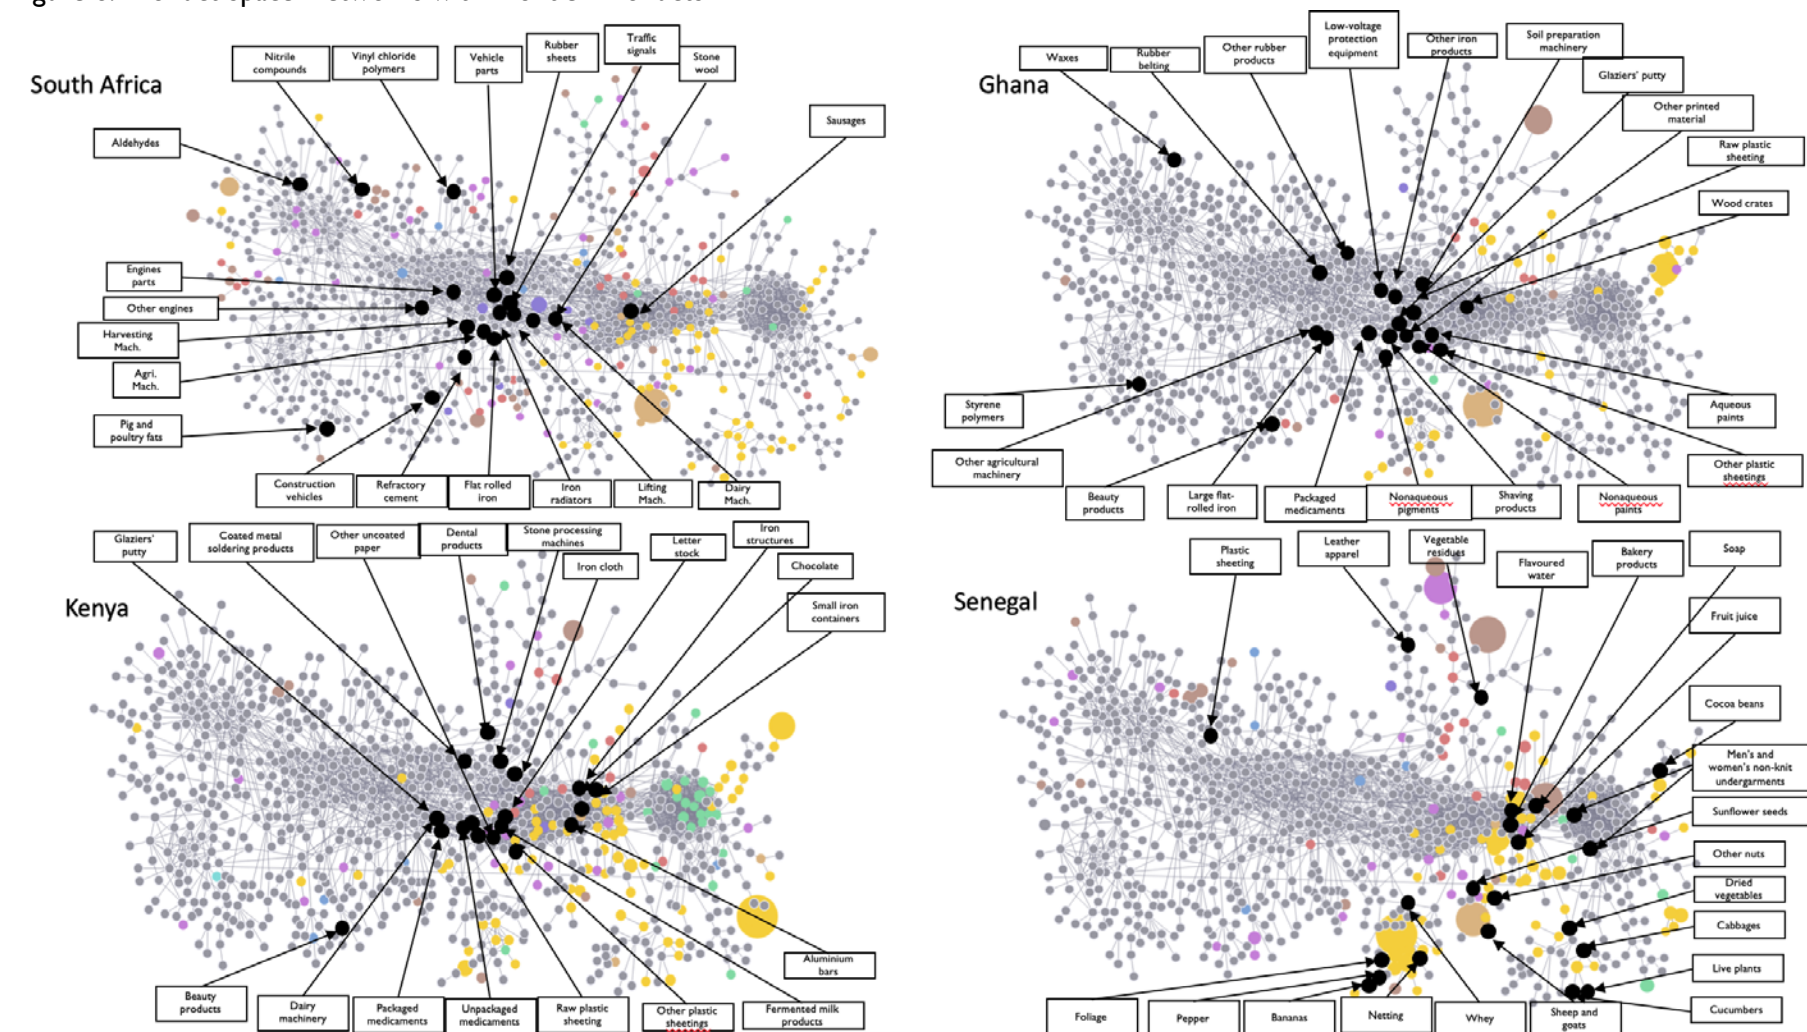 South Africa
Nitrile
compounds
Vinyl chloride
polymers
Vehicle
parts
Rubber
sheets
Traffic
signals
Stone
wool
Sausages
Aldehydes
Engines
parts
Other engines
Harvesting
Mach.
Agri.
Mach.
Pig and
poultry fats
Construction
vehicles
Refractory
cement
Flat rolled
iron
Iron
radiators
Lifting
Mach.
Dairy
Mach.
Ghana
Waxes
Rubber
belting
Other rubber
products
Low-voltage
protection
equipment
Other iron
products
Soil preparation
machinery
Glaziers' putty
Other printed
material
Raw plastic
sheeting
Wood crates
Styrene
polymers
Other agricultural
machinery
Beauty
products
Large flat-
rolled iron
Packaged
medicaments
Nonaqueous
pigments
Shaving
products
Nonaqueous
paints
Aqueous
paints
Other plastic
sheetings
Kenya
Glaziers'
putty
Coated metal
soldering products
Other uncoated
paper
Dental
products
Stone processing
machines
Iron cloth
Letter
stock
Iron
structures
Chocolate
Small iron
containers
Beauty
products
Dairy
machinery
Packaged
medicaments
Unpackaged
medicaments
Raw plastic
sheeting
Other plastic
sheetings
Fermented milk
products
Aluminium
bars
Senegal
Plastic
sheeting
Leather
apparel
Vegetable
residues
Flavoured
water
Bakery
products
Soap
Fruit juice
Cocoa beans
Men's and
women's non-knit
undergarments
Sunflower seeds
Other nuts
Dried
vegetables
Cabbages
Live plants
Cucumbers
Foliage
Pepper
Bananas
Netting
Whey
Sheep and
goats